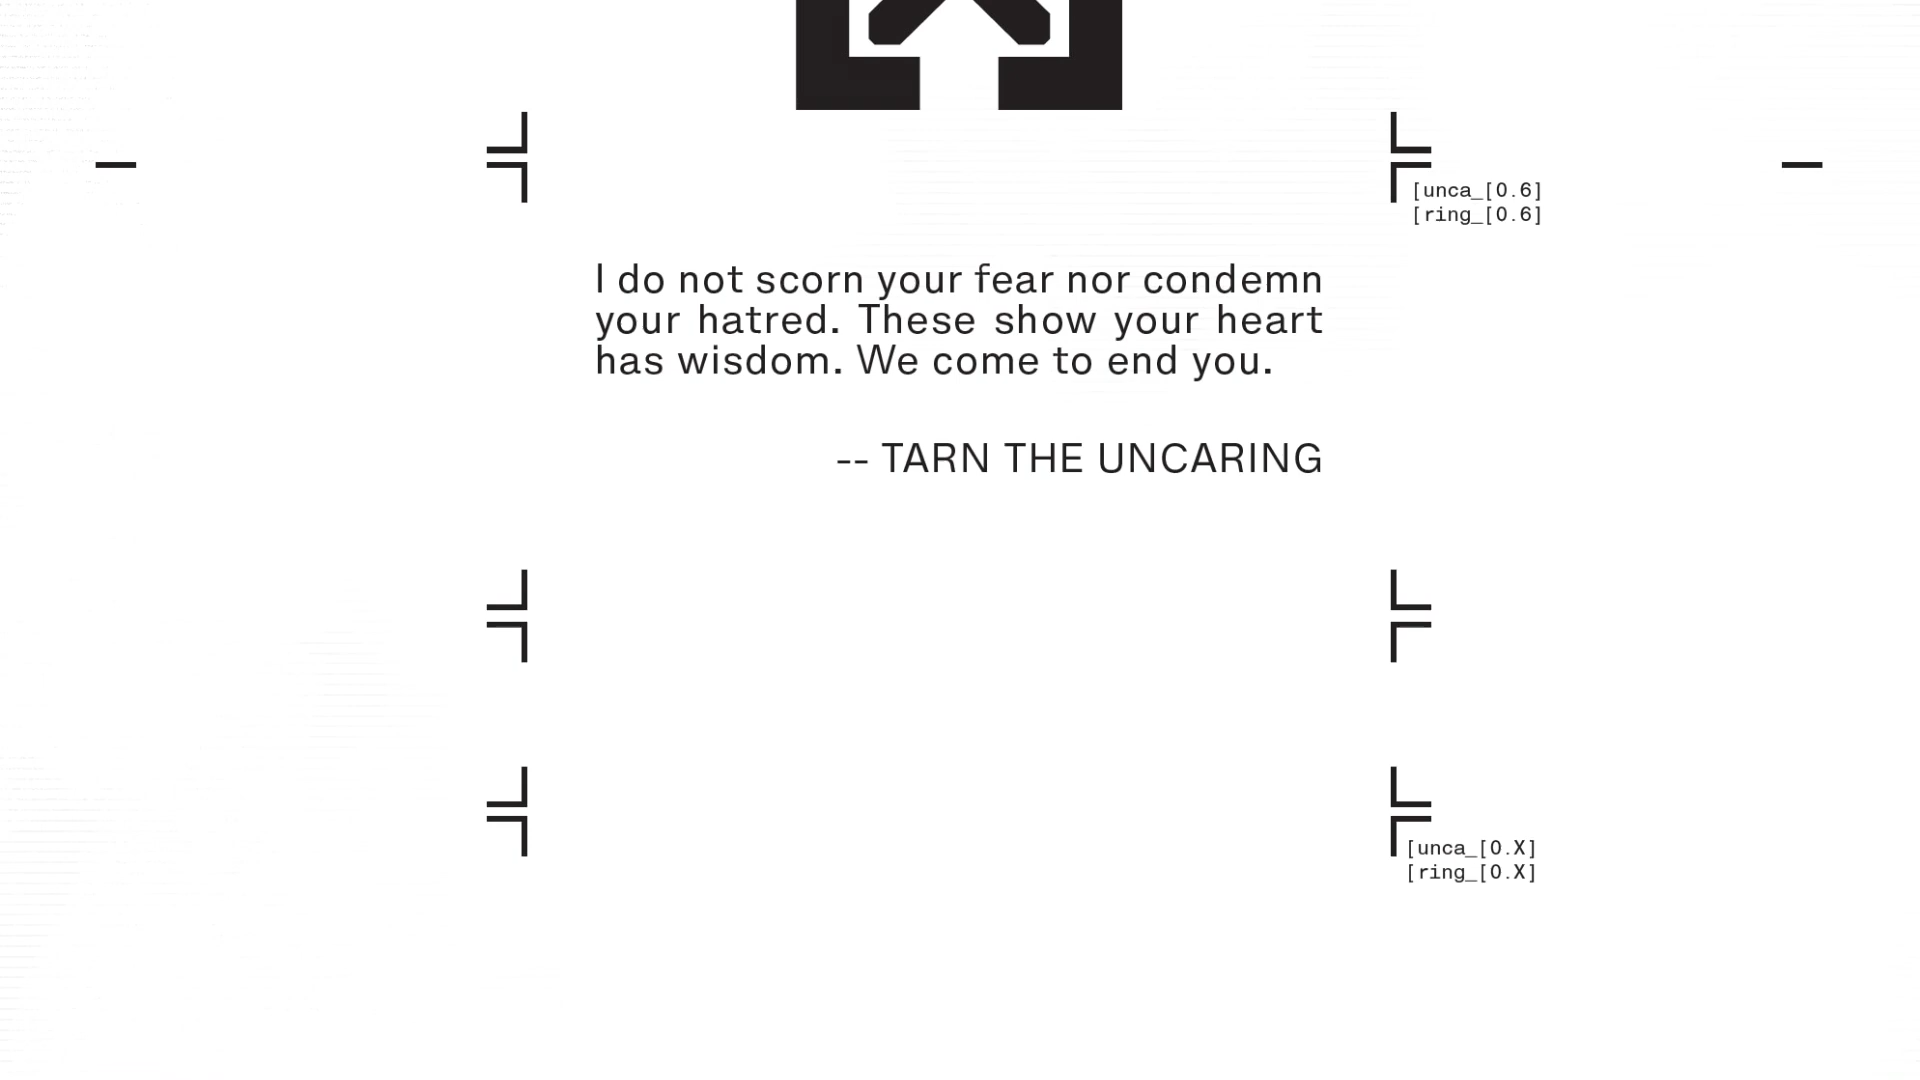 [unca_[0.6]
[ring_[0.6]
I do not scorn your fear nor condemn
your hatred. These show your heart
has wisdom. We come to end you.
-- TARN THE UNCARING
[unca_[0.X]
[ring_[0.X]